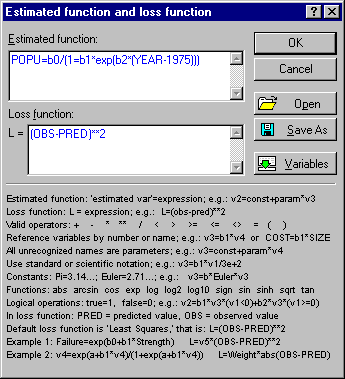 Estimated function and loss function
Estimated function:
POPU=b0/(1=b1*exp(b2*(YEAR-1975)))
OK
Cancel
Loss function:
L = (OBS-PRED)**2
Open
Save As
Variables
Estimated function: 'estimated var'=expression; e.g.: v2=const+param*v3
Loss function: L = expression; e.g.: L=(obs-pred)**2
Valid operators: + - * ** / < > >= <= <> = ( )
Reference variables by number or name; e.g.: v3=b1*v4 or COST=b1*SIZE
All unrecognized names are parameters; e.g.: v3=const+param*v4
Use standard or scientific notation; e.g.: v3=b1*v1/3e+2
Constants: Pi=3.14...; Euler=2.71...; e.g.: v3=b*Euler*v3
Functions: abs arcsin cos exp log log2 log10 sign sin sinh sqrt tan
Logical operations: true=1, false=0; e.g.: v2=b1*v3*(v1<0)+b2*v3*(v1>=0)
In loss function: PRED = predicted value, OBS = observed value
Default loss function is 'Least Squares,' that is: L=(OBS-PRED)**2
Example 1: Failure=exp(b0+b1*Strength) L=v5*(OBS-PRED)**2
Example 2: v4=exp(a+b1*v4)/(1+exp(a+b1*v4)) L=Weight*abs(OBS-PRED)